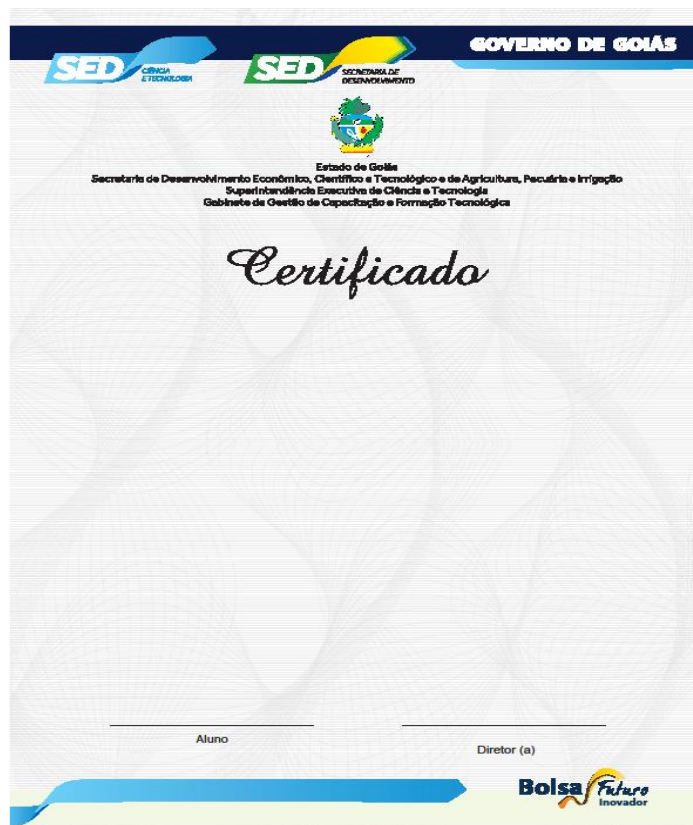 GOVERNO DE GOIÁS
SED CIÊNCIA
E TECNOLOGIA
SED SECRETARIA DE
DESENVOLVIMENTO
Estado de Goiás
Secretaria de Desenvolvimento Econômico, Científico e Tecnológico e de Agricultura, Pecuária e Irrigação
Superintendência Executiva de Ciência e Tecnologia
Gabinete de Gestão de Capacitação e Formação Tecnológica
Certificado
Aluno
Diretor (a)
Bolsa Futuro
Inovador